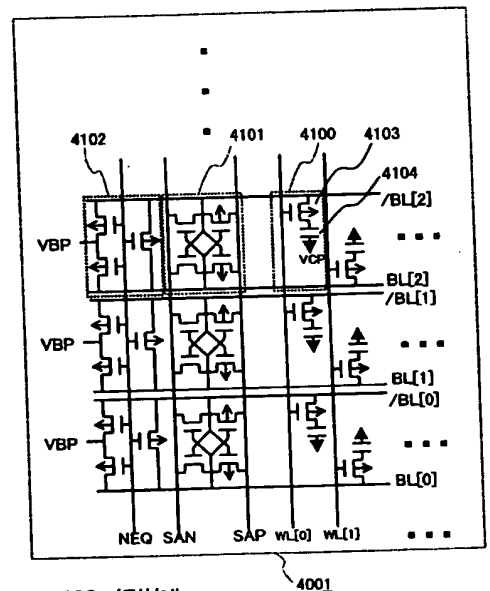 4102
4101
4100
4103
4104
/BL[2]
VBP
VCP
BL[2]
/BL[1]
VBP
BL[1]
/BL[0]
VBP
BL[0]
NEQ SAN SAP WL[0] WL[1]
4001